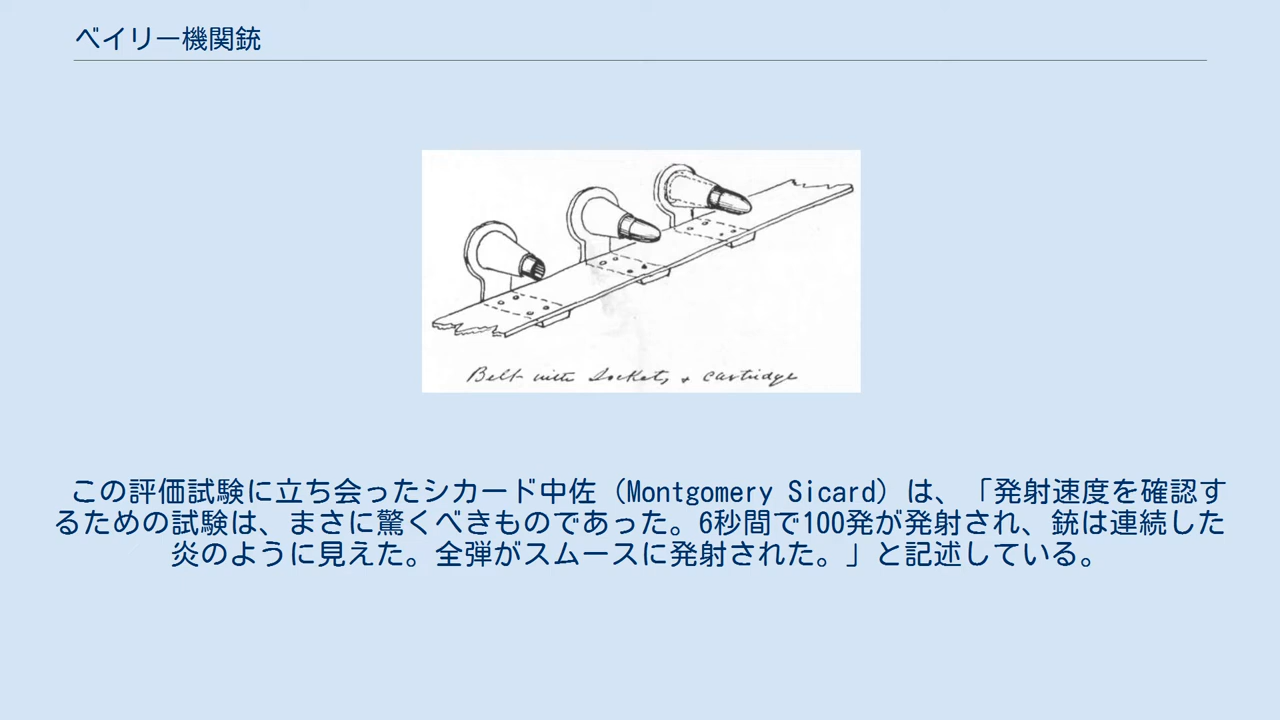 ベイリー機関銃
Belt with Sockets + Cartridge
この評価試験に立ち会ったシカード中佐（Montgomery Sicard）は、「発射速度を確認す
るための試験は、まさに驚くべきものであった。6秒間で100発が発射され、銃は連続した
炎のように見えた。全弾がスムースに発射された。」と記述している。